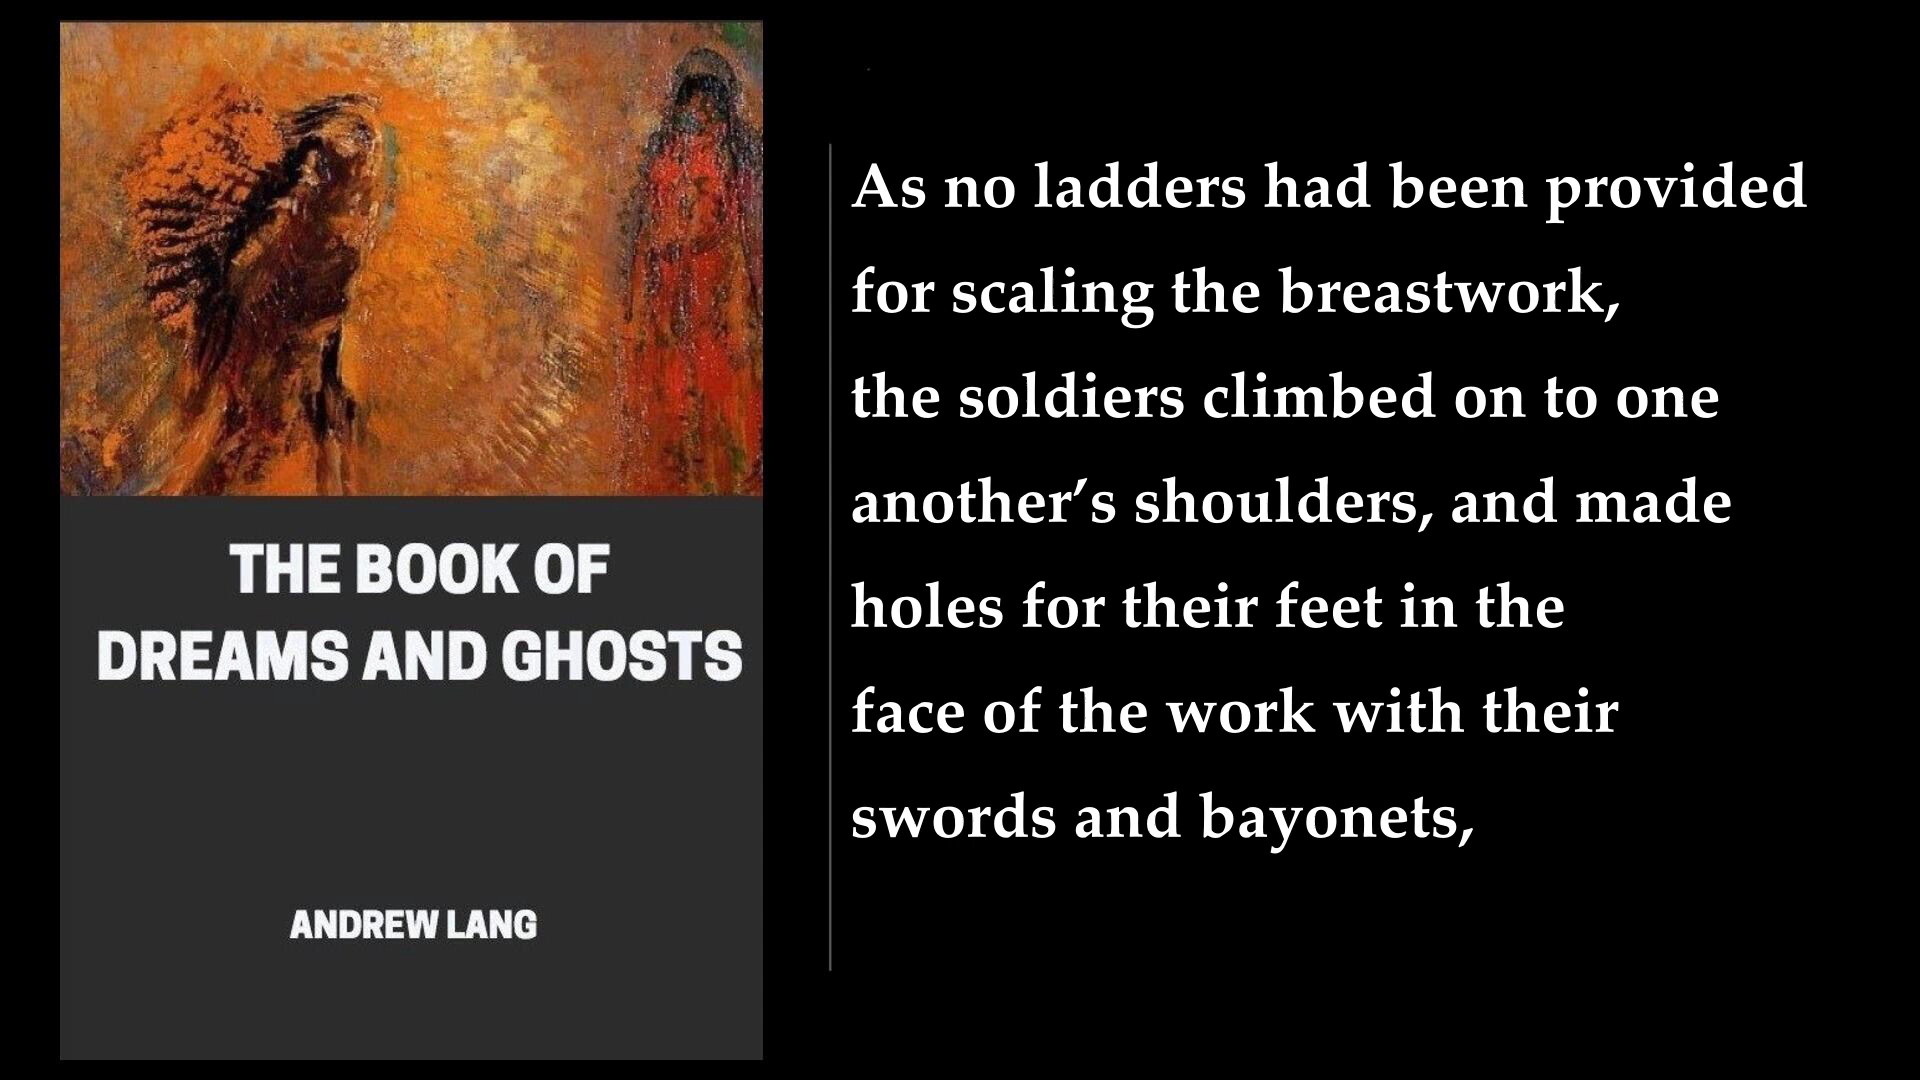 THE BOOK OF
DREAMS AND GHOSTS
ANDREW LANG
As no ladders had been provided
for scaling the breastwork,
the soldiers climbed on to one
another’s shoulders, and made
holes for their feet in the
face of the work with their
swords and bayonets,